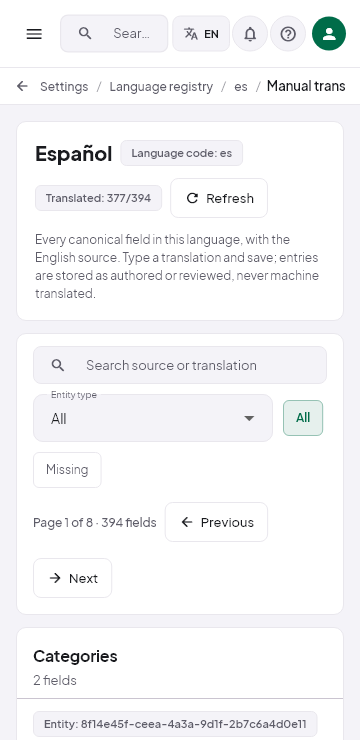 Sear... EN
Settings / Language registry / es / Manual trans
Español Language code: es
Translated: 377/394 Refresh
Every canonical field in this language, with the
English source. Type a translation and save; entries
are stored as authored or reviewed, never machine
translated.
Search source or translation
Entity type
All
All
Missing
Page 1 of 8 · 394 fields Previous
Next
Categories
2 fields
Entity: 8f14e45f-ceea-4a3a-9d1f-2b7c6a4d0e11